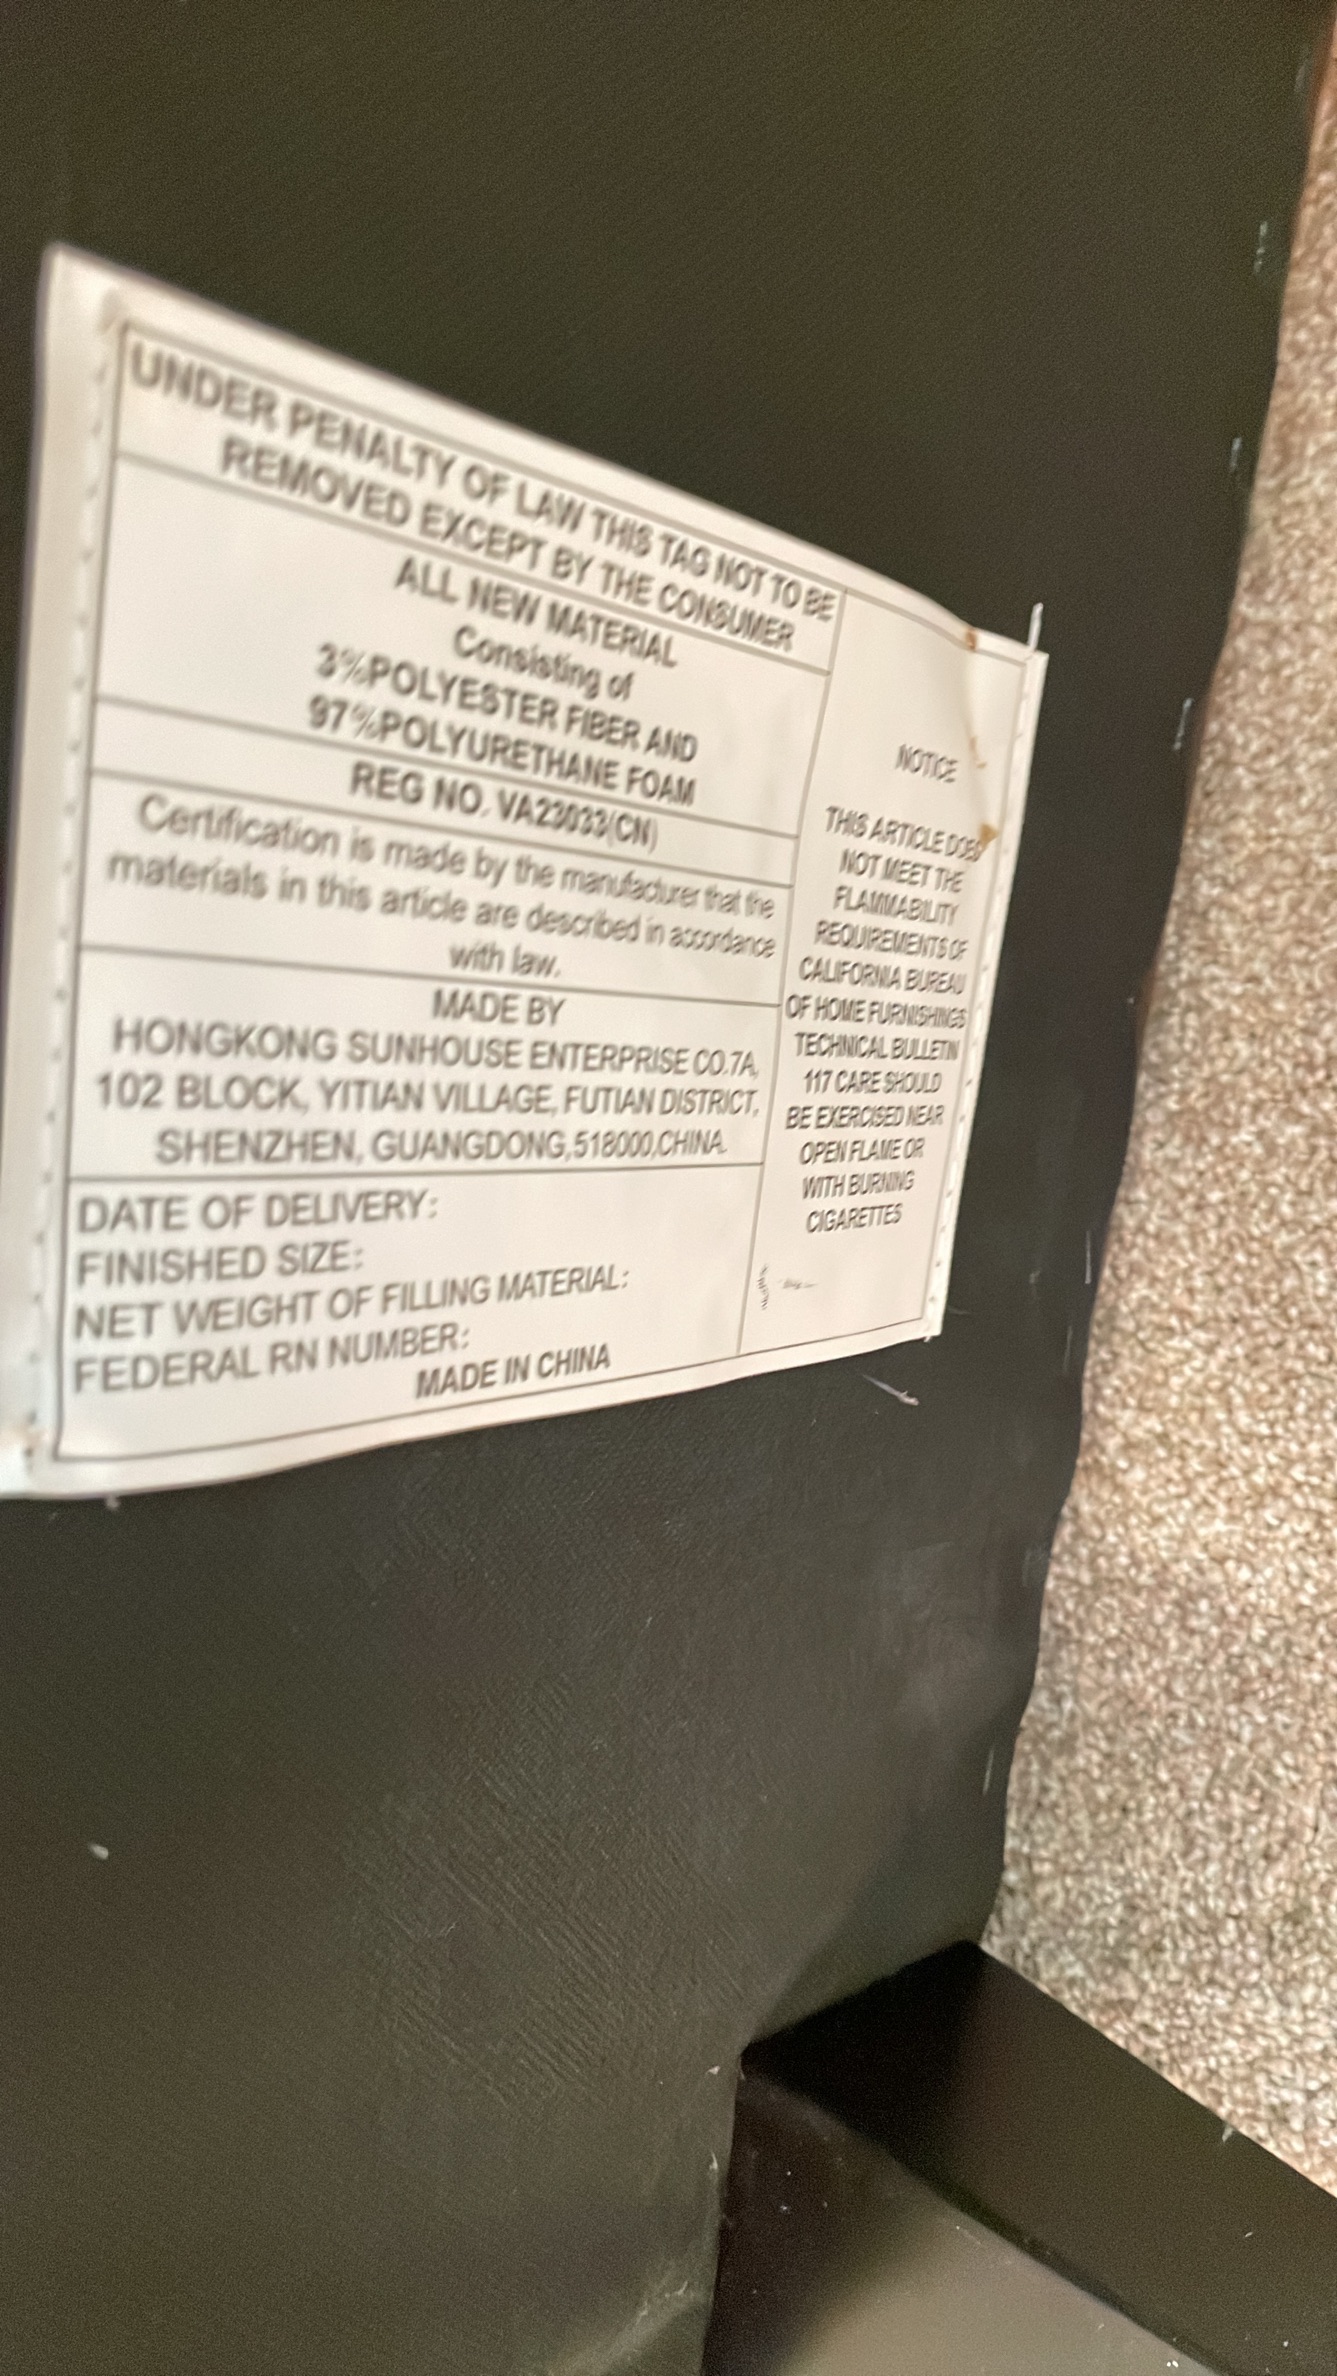 UNDER PENALTY OF LAW THIS TAG NOT TO BE
REMOVED EXCEPT BY THE CONSUMER
ALL NEW MATERIAL
Consisting of
3%POLYESTER FIBER AND
97%POLYURETHANE FOAM
REG NO. VA23033(CN)
Certification is made by the manufacturer that the
materials in this article are described in accordance
with law.
MADE BY
HONGKONG SUNHOUSE ENTERPRISE CO.7A,
102 BLOCK, YITIAN VILLAGE, FUTIAN DISTRICT,
SHENZHEN, GUANGDONG,518000,CHINA.
DATE OF DELIVERY:
FINISHED SIZE:
NET WEIGHT OF FILLING MATERIAL:
FEDERAL RN NUMBER:
MADE IN CHINA
NOTICE
THIS ARTICLE DOES
NOT MEET THE
FLAMMABILITY
REQUIREMENTS OF
CALIFORNIA BUREAU
OF HOME FURNISHINGS
TECHNICAL BULLETIN
117 CARE SHOULD
BE EXERCISED NEAR
OPEN FLAME OR
WITH BURNING
CIGARETTES